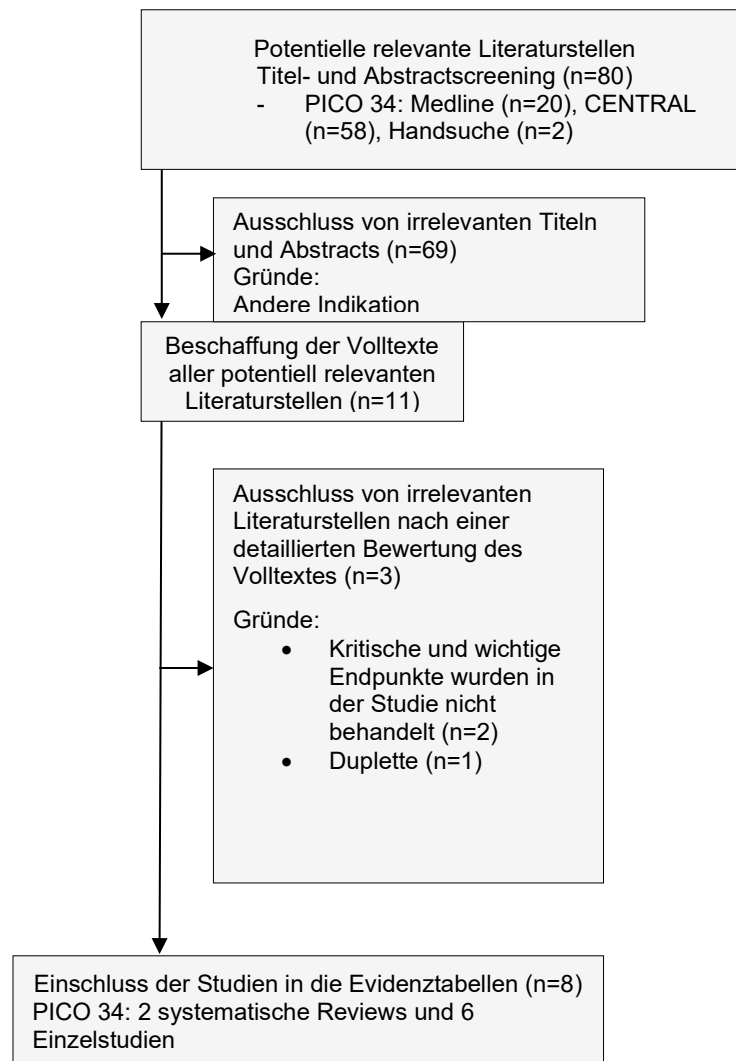 Potentielle relevante Literaturstellen
Titel- und Abstractscreening (n=80)
- PICO 34: Medline (n=20), CENTRAL
(n=58), Handsuche (n=2)
Ausschluss von irrelevanten Titeln
und Abstracts (n=69)
Gründe:
Andere Indikation
Beschaffung der Volltexte
aller potentiell relevanten
Literaturstellen (n=11)
Ausschluss von irrelevanten
Literaturstellen nach einer
detaillierten Bewertung des
Volltextes (n=3)
Gründe:
• Kritische und wichtige
Endpunkte wurden in
der Studie nicht
behandelt (n=2)
• Duplette (n=1)
Einschluss der Studien in die Evidenztabellen (n=8)
PICO 34: 2 systematische Reviews und 6
Einzelstudien